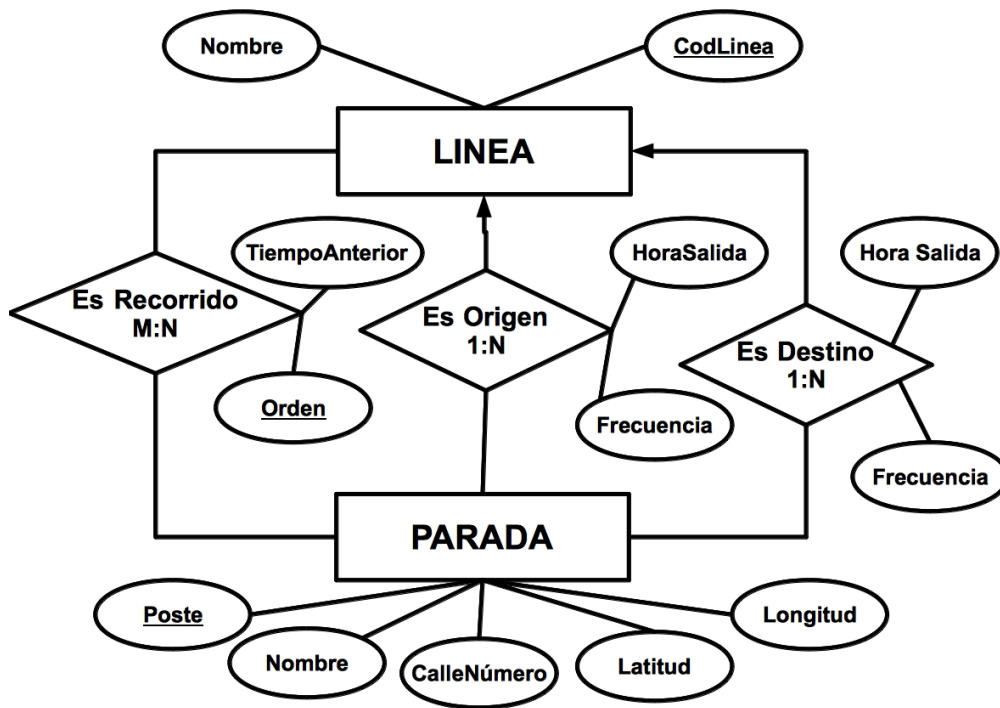 Nombre
CodLinea
LINEA
TiempoAnterior
HoraSalida
Hora Salida
Es Recorrido
M:N
Es Origen
1:N
Es Destino
1:N
Orden
Frecuencia
Frecuencia
PARADA
Poste
Longitud
Nombre
CalleNúmero
Latitud